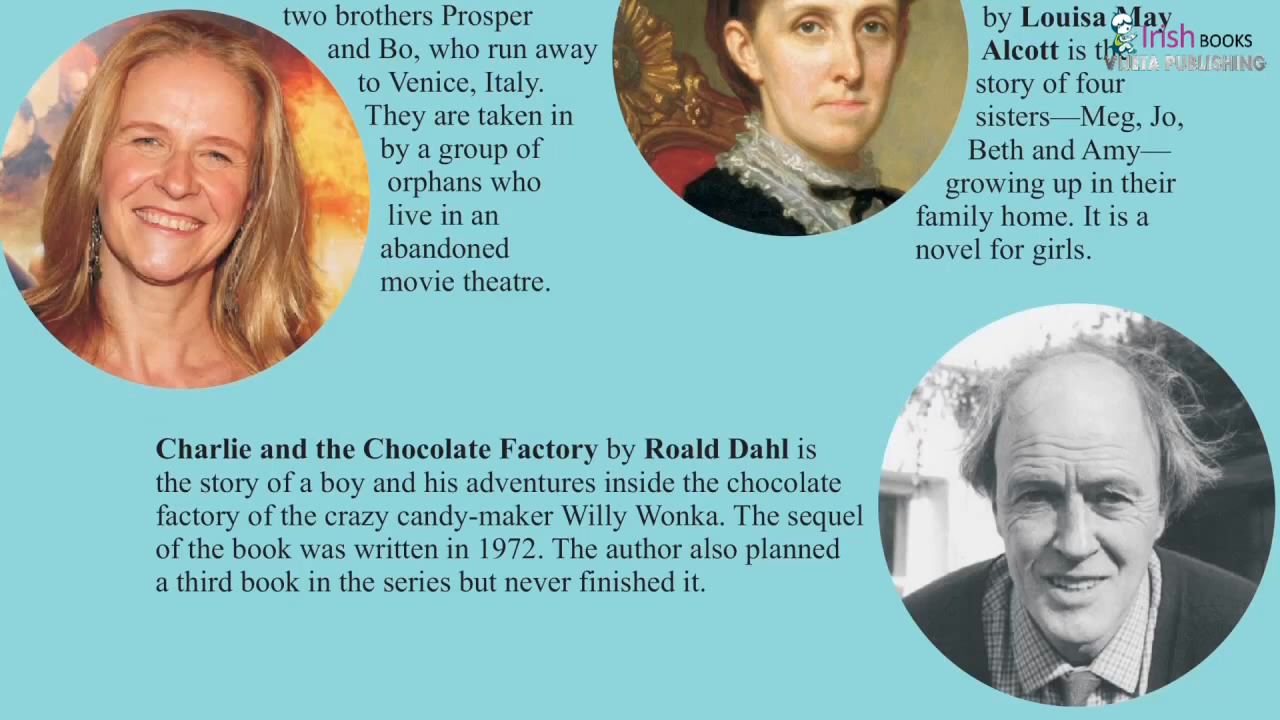 two brothers Prosper
and Bo, who run away
to Venice, Italy.
They are taken in
by a group of
orphans who
live in an
abandoned
movie theatre.
by Louisa May
Alcott is the
story of four
sisters—Meg, Jo,
Beth and Amy—
growing up in their
family home. It is a
novel for girls.
Irish BOOKS
PUBLISHING
Charlie and the Chocolate Factory by Roald Dahl is
the story of a boy and his adventures inside the chocolate
factory of the crazy candy-maker Willy Wonka. The sequel
of the book was written in 1972. The author also planned
a third book in the series but never finished it.